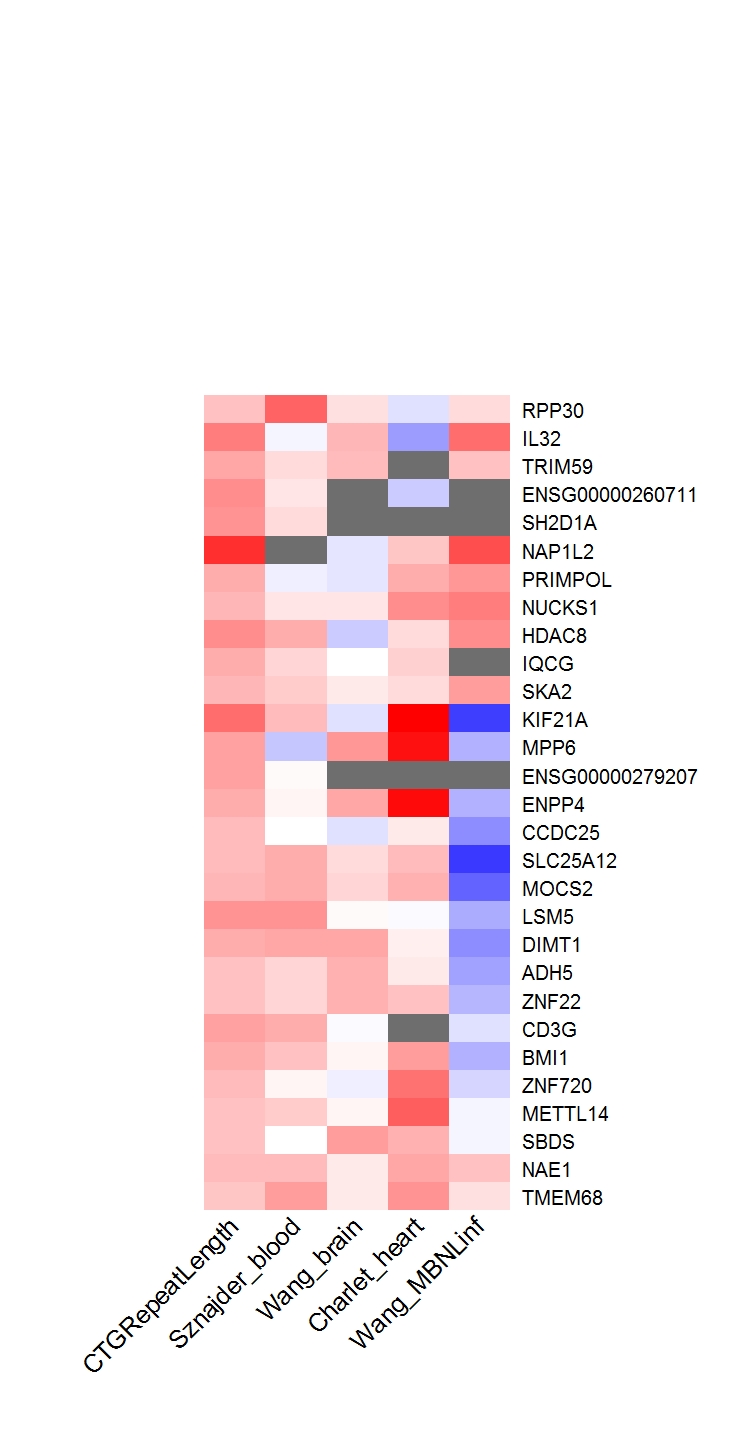 RPP30
IL32
TRIM59
ENSG00000260711
SH2D1A
NAP1L2
PRIMPOL
NUCKS1
HDAC8
IQCG
SKA2
KIF21A
MPP6
ENSG00000279207
ENPP4
CCDC25
SLC25A12
MOCS2
LSM5
DIMT1
ADH5
ZNF22
CD3G
BMI1
ZNF720
METTL14
SBDS
NAE1
TMEM68
CTGRepeatLength
Sznajder_blood
Wang_brain
Charlet_heart
Wang_MBNLinf